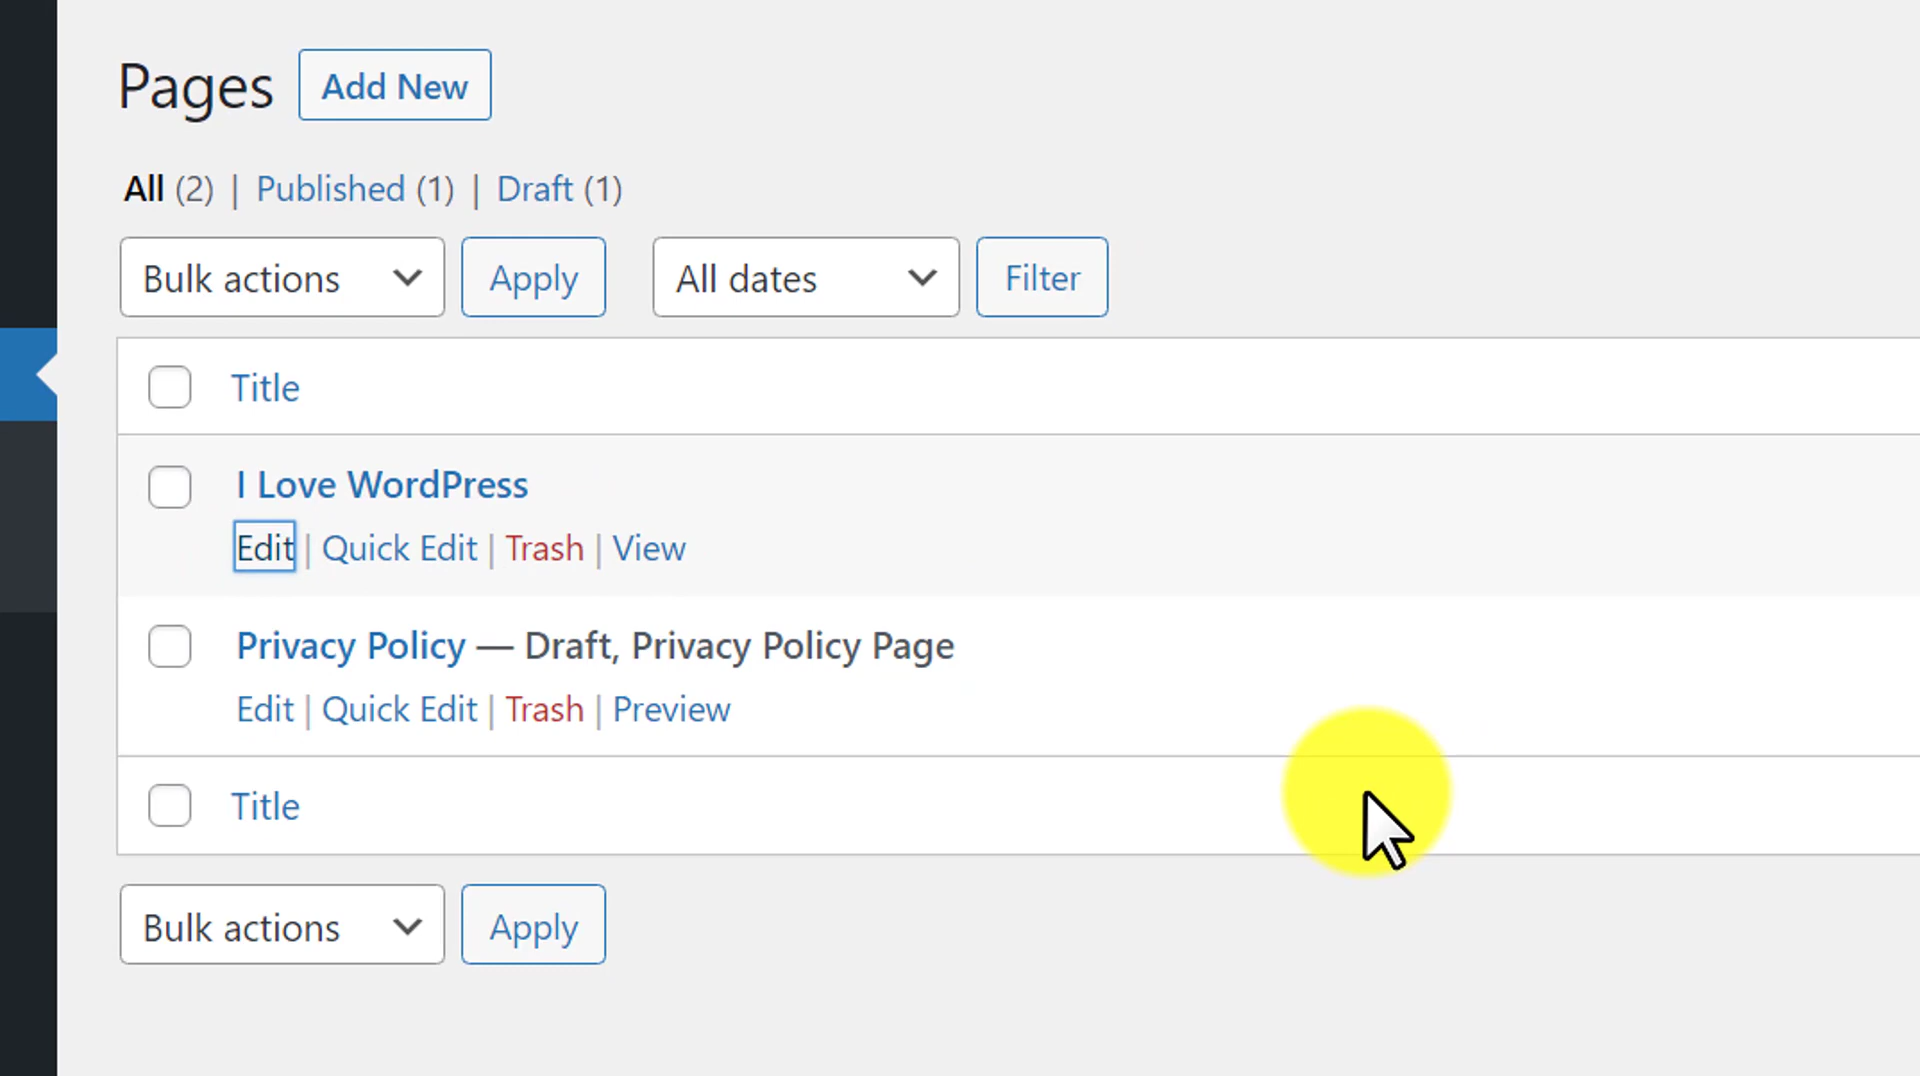 Pages Add New
All (2) | Published (1) | Draft (1)
Bulk actions Apply All dates Filter
Title
I Love WordPress
Edit | Quick Edit | Trash | View
Privacy Policy — Draft, Privacy Policy Page
Edit | Quick Edit | Trash | Preview
Title
Bulk actions Apply